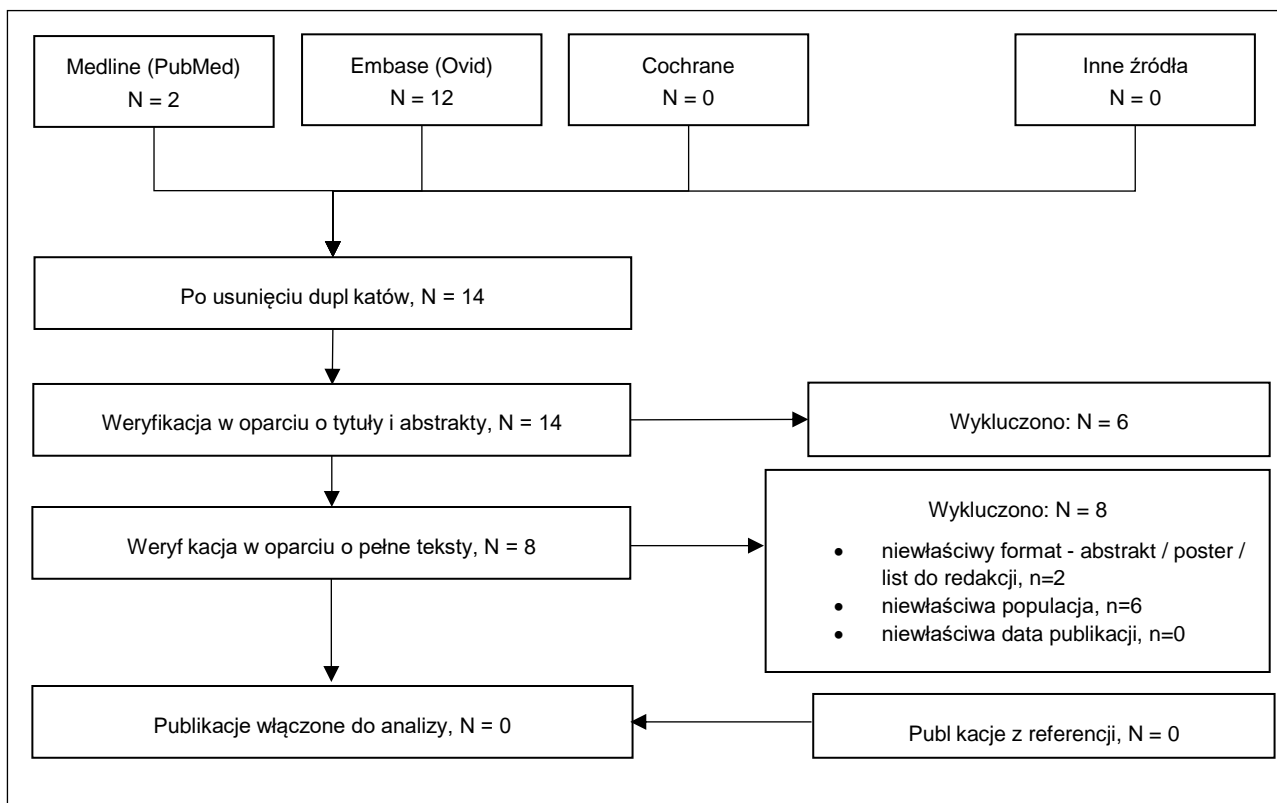 Medline (PubMed)
N = 2
Embase (Ovid)
N = 12
Cochrane
N = 0
Inne źródła
N = 0
Po usunięciu dupl katów, N = 14
Weryfikacja w oparciu o tytuły i abstrakty, N = 14
Wykluczono: N = 6
Weryf kacja w oparciu o pełne teksty, N = 8
Wykluczono: N = 8
• niewłaściwy format - abstrakt / poster /
list do redakcji, n=2
• niewłaściwa populacja, n=6
• niewłaściwa data publikacji, n=0
Publikacje włączone do analizy, N = 0
Publ kacje z referencji, N = 0